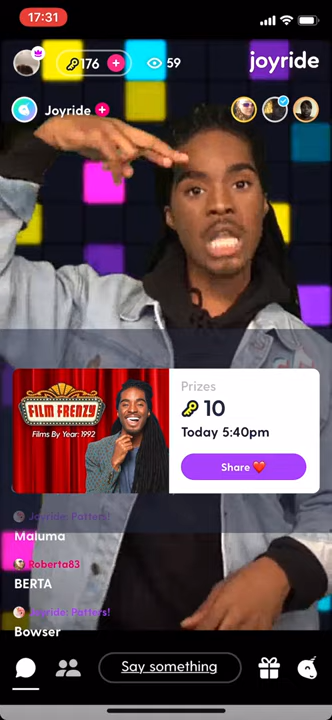 17:31
176
59
joyride
Joyride
FILM FRENZY
Films By Year: 1992
Prizes
10
Today 5:40pm
Share ❤️
Joyride: Patters!
Maluma
Roberta83
BERTA
Joyride: Patters!
Bowser
Say something